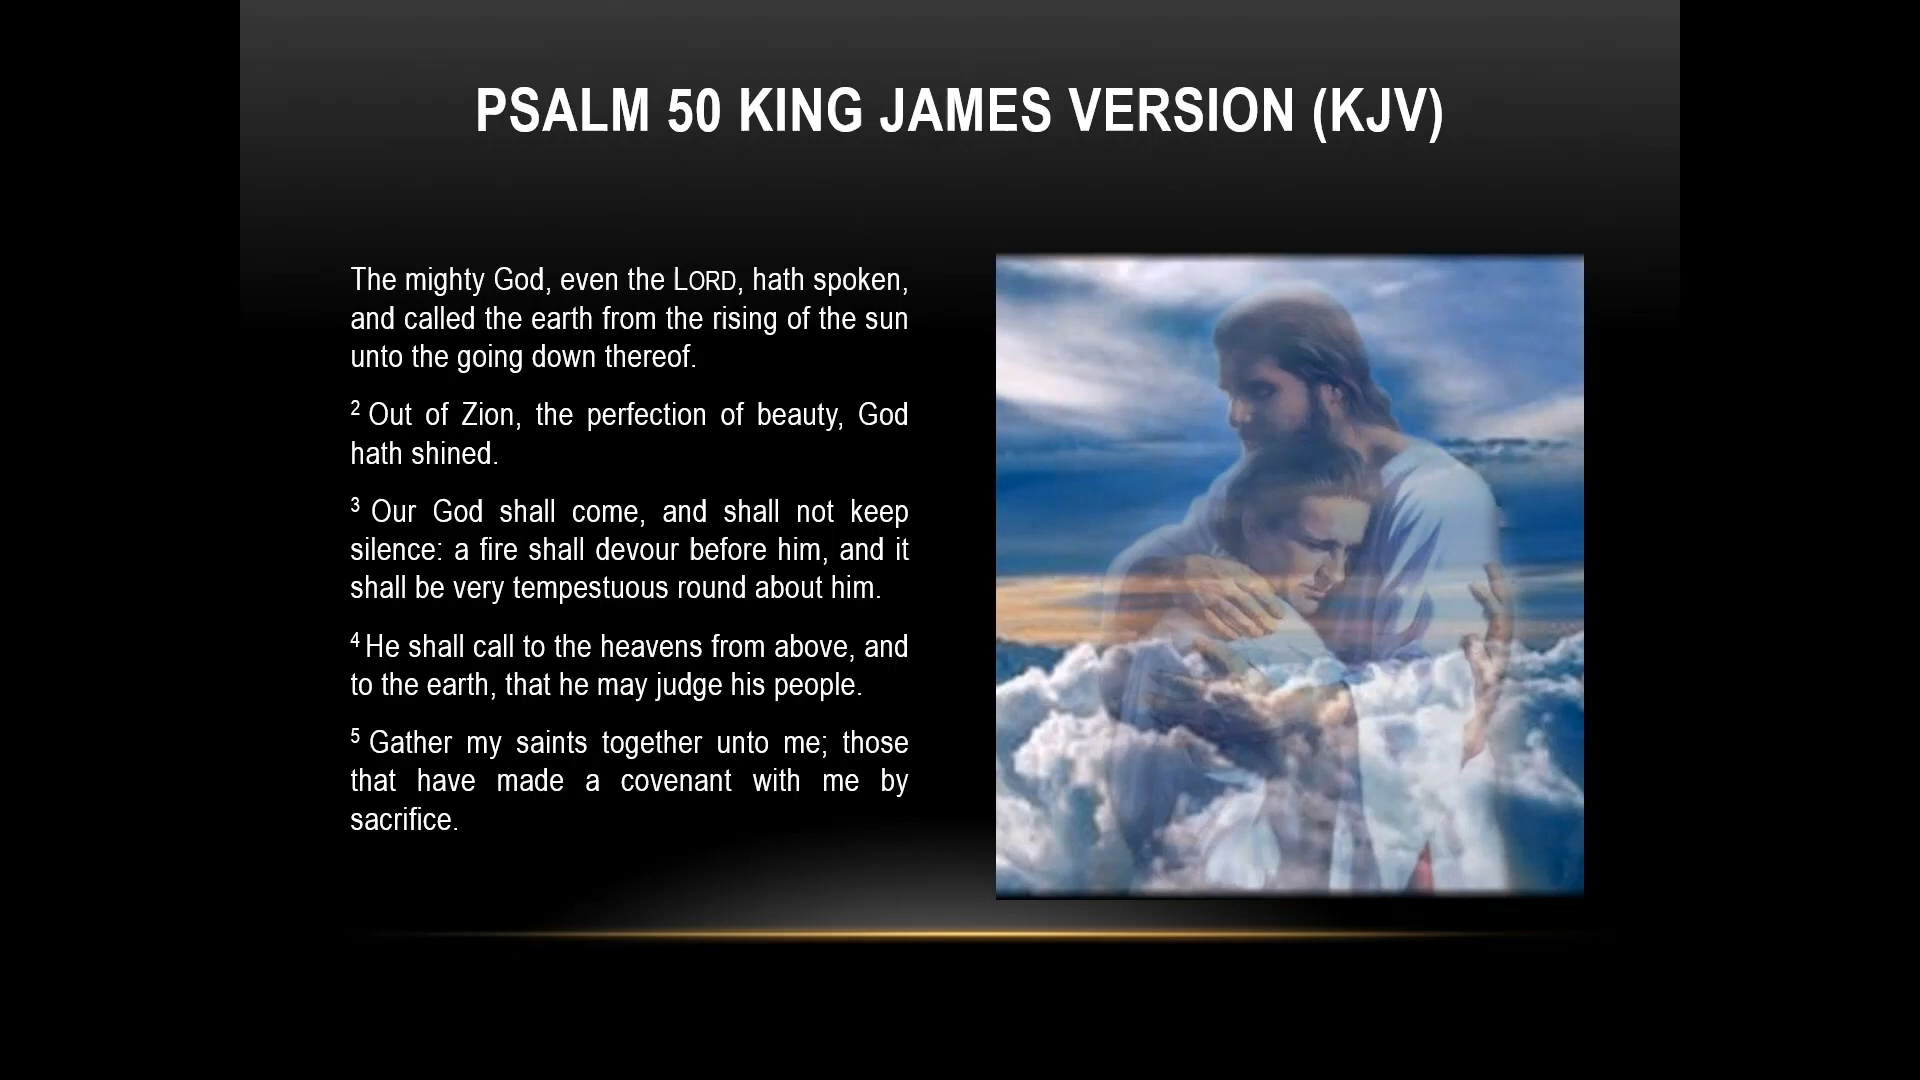 PSALM 50 KING JAMES VERSION (KJV)
The mighty God, even the LORD, hath spoken,
and called the earth from the rising of the sun
unto the going down thereof.
2 Out of Zion, the perfection of beauty, God
hath shined.
3 Our God shall come, and shall not keep
silence: a fire shall devour before him, and it
shall be very tempestuous round about him.
4 He shall call to the heavens from above, and
to the earth, that he may judge his people.
5 Gather my saints together unto me; those
that have made a covenant with me by
sacrifice.